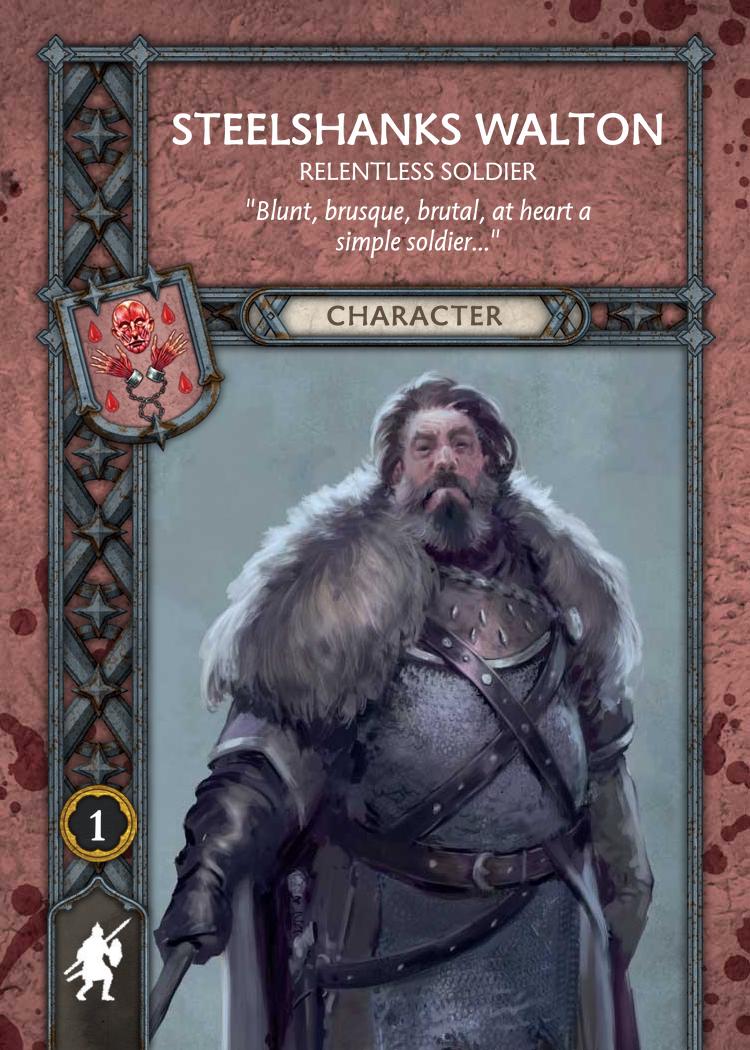 STEELSHANKS WALTON
RELENTLESS SOLDIER
"Blunt, brusque, brutal, at heart a
simple soldier..."
CHARACTER
1